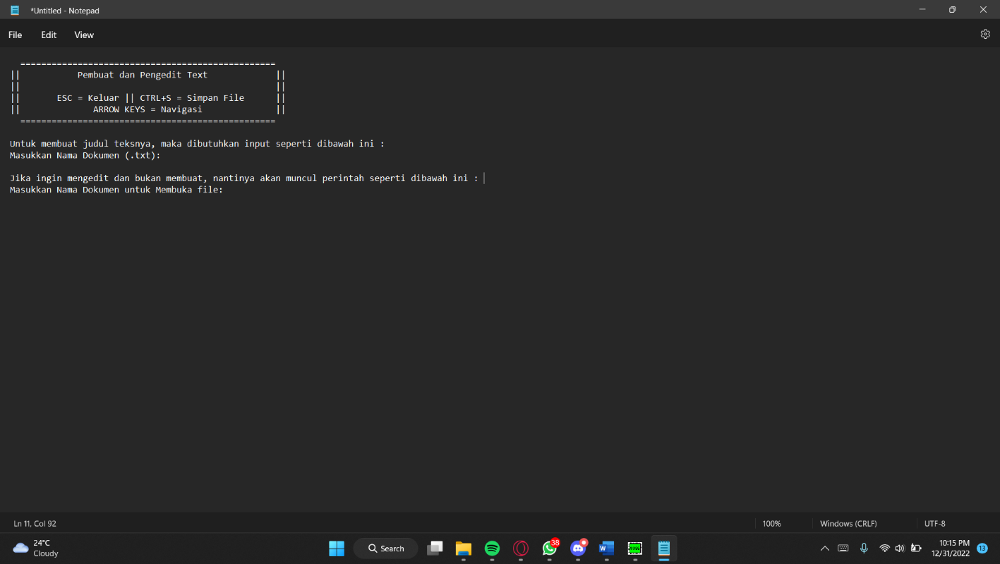 *Untitled - Notepad
File Edit View
=================================================
|| Pembuat dan Pengedit Text ||
|| ||
|| ESC = Keluar || CTRL+S = Simpan File ||
|| ARROW KEYS = Navigasi ||
=================================================
Untuk membuat judul teksnya, maka dibutuhkan input seperti dibawah ini :
Masukkan Nama Dokumen (.txt):
Jika ingin mengedit dan bukan membuat, nantinya akan muncul perintah seperti dibawah ini :
Masukkan Nama Dokumen untuk Membuka file:
Ln 11, Col 92 100% Windows (CRLF) UTF-8
24°C
Cloudy
Search
38
10:15 PM
12/31/2022
13